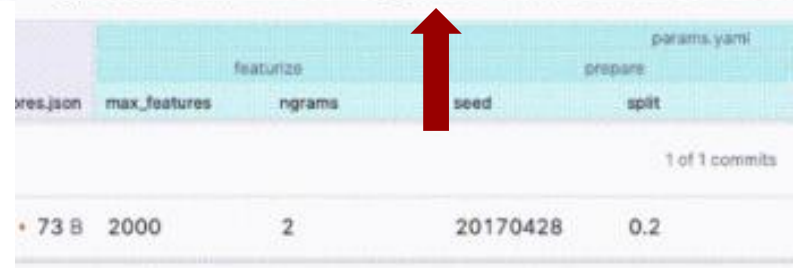 params.yaml
featurize prepare
ores.json max_features ngrams seed split
1 of 1 commits
• 73 B 2000 2 20170428 0.2